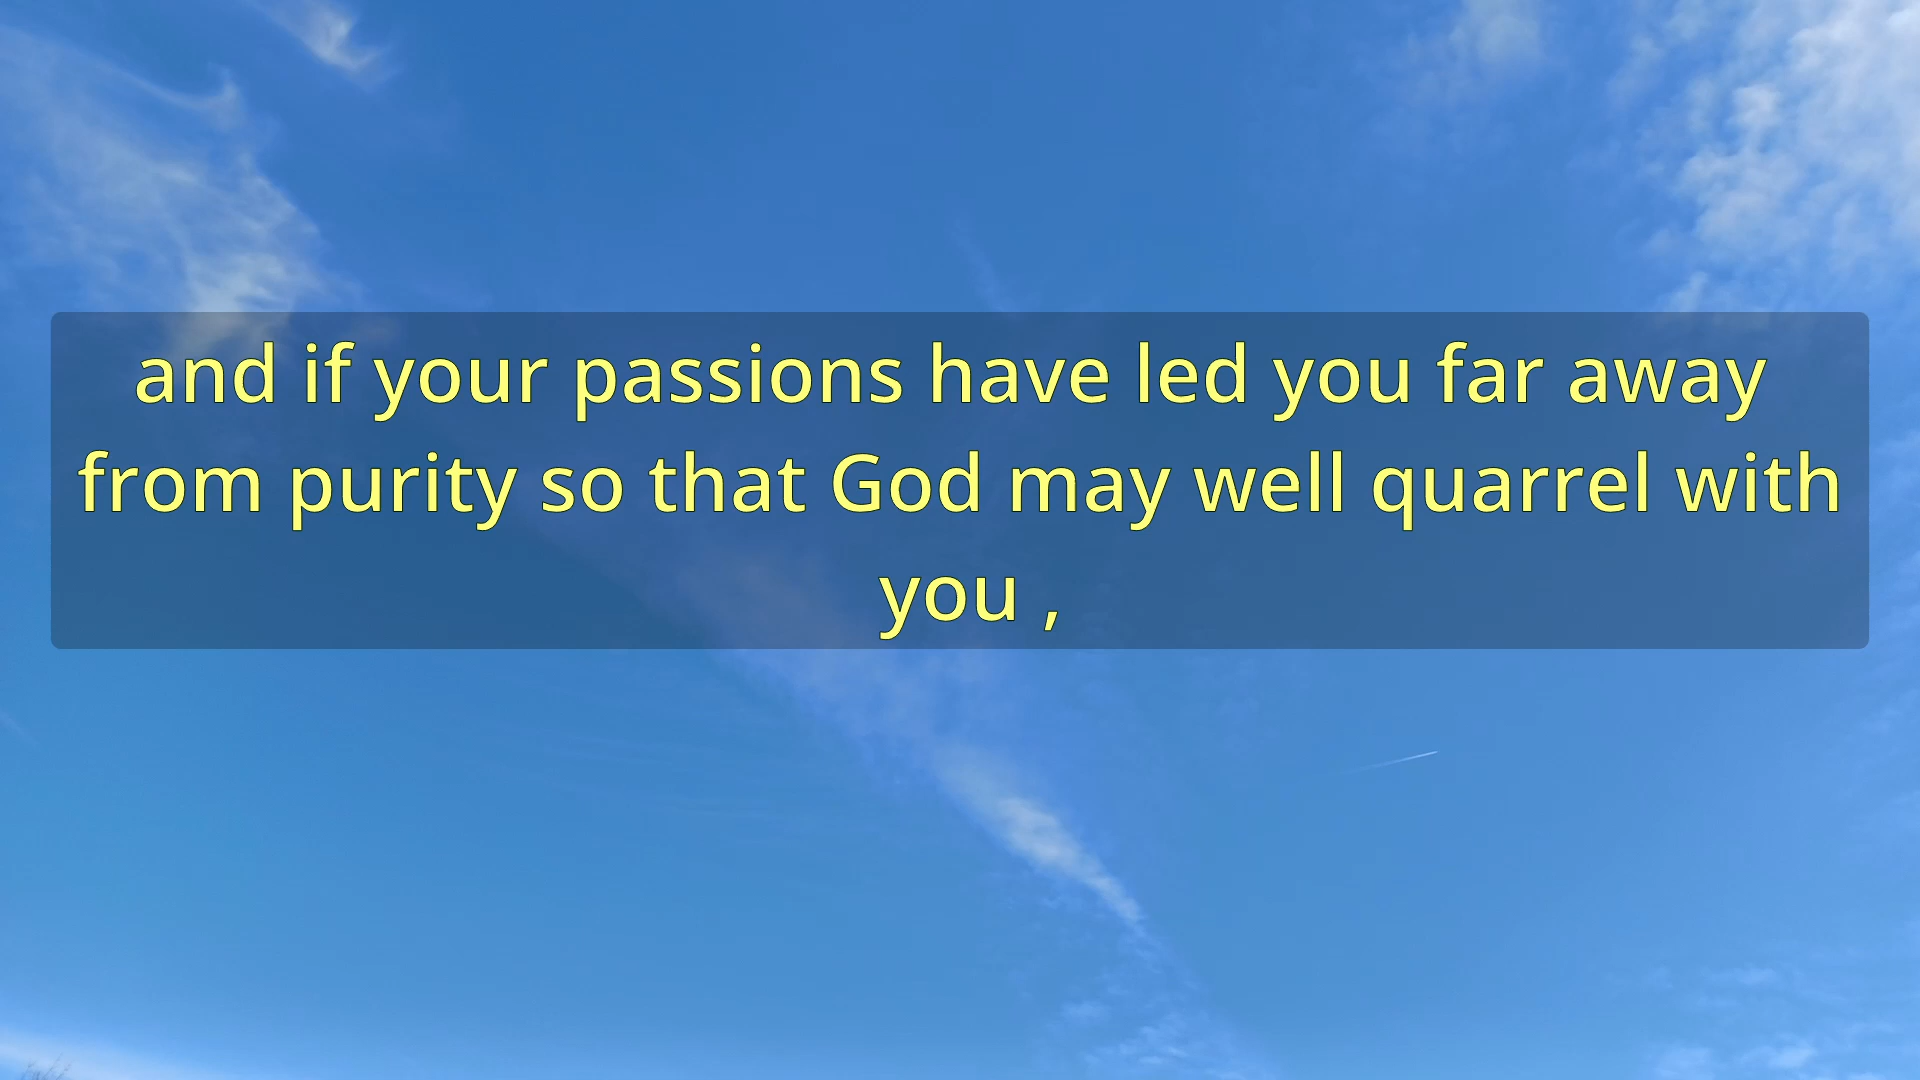 and if your passions have led you far away
from purity so that God may well quarrel with
you ,